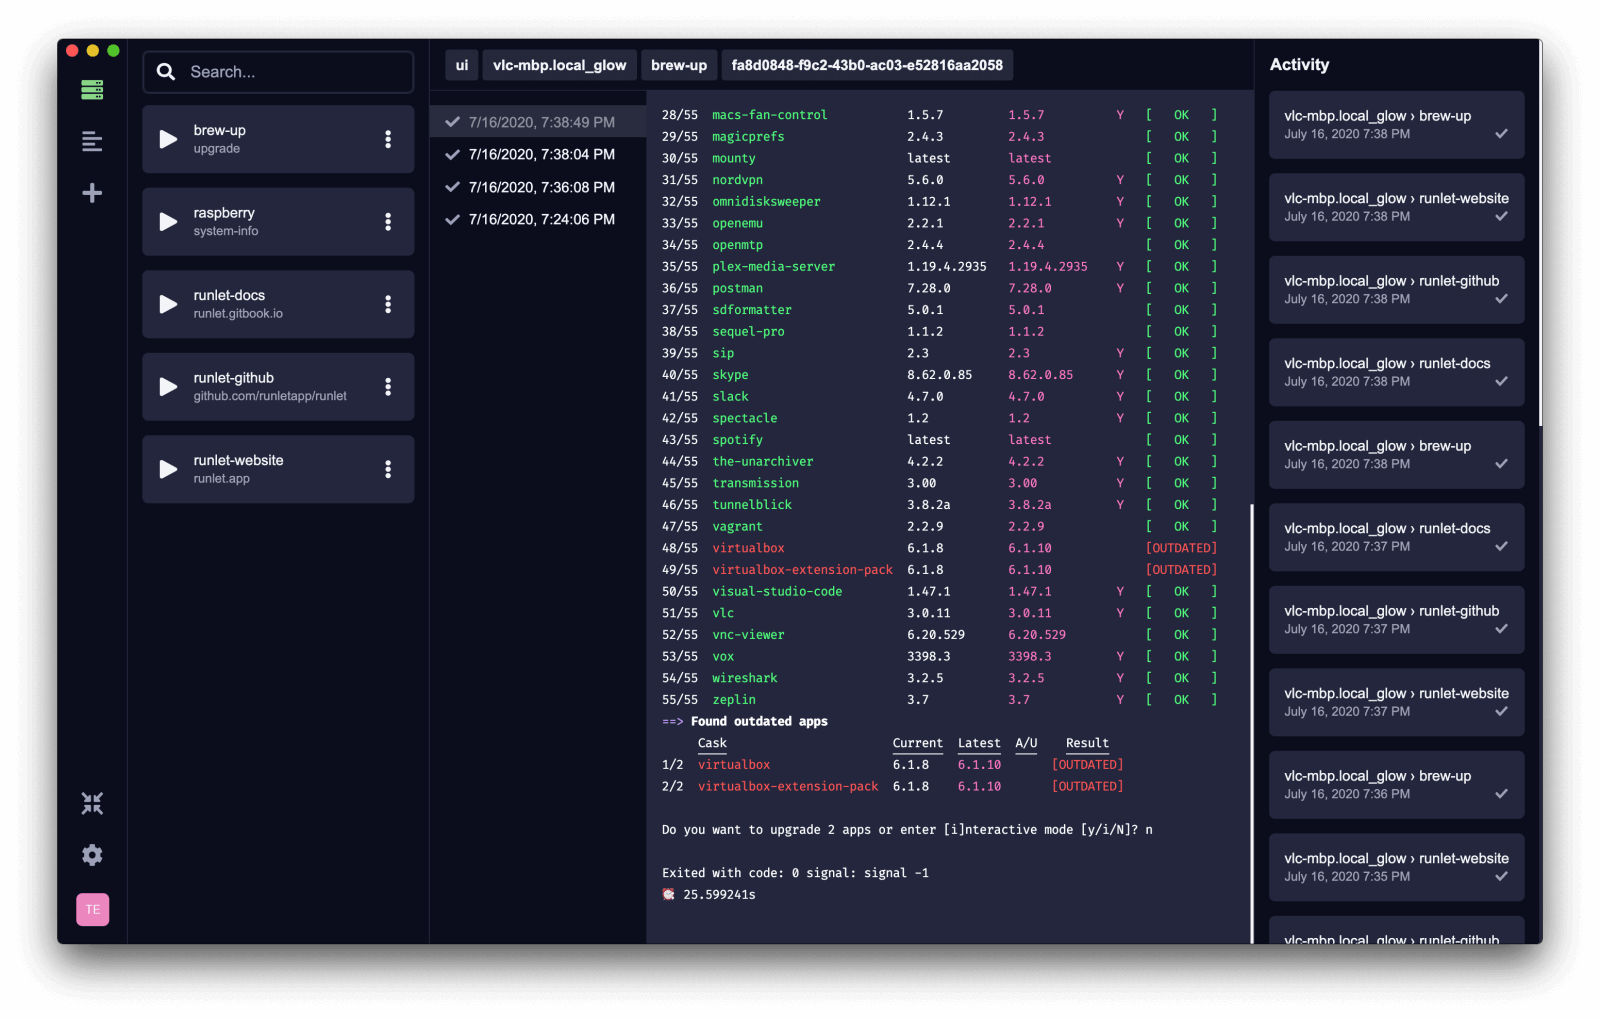 Search...
brew-up
upgrade
raspberry
system-info
runlet-docs
runlet.gitbook.io
runlet-github
github.com/runletapp/runlet
runlet-website
runlet.app
TE
ui vlc-mbp.local_glow brew-up fa8d0848-f9c2-43b0-ac03-e52816aa2058
7/16/2020, 7:38:49 PM
7/16/2020, 7:38:04 PM
7/16/2020, 7:36:08 PM
7/16/2020, 7:24:06 PM
28/55 macs-fan-control 1.5.7 1.5.7 Y [ OK ]
29/55 magicprefs 2.4.3 2.4.3 [ OK ]
30/55 mounty latest latest [ OK ]
31/55 nordvpn 5.6.0 5.6.0 Y [ OK ]
32/55 omnidisksweeper 1.12.1 1.12.1 Y [ OK ]
33/55 openemu 2.2.1 2.2.1 Y [ OK ]
34/55 openmtp 2.4.4 2.4.4 [ OK ]
35/55 plex-media-server 1.19.4.2935 1.19.4.2935 Y [ OK ]
36/55 postman 7.28.0 7.28.0 Y [ OK ]
37/55 sdformatter 5.0.1 5.0.1 [ OK ]
38/55 sequel-pro 1.1.2 1.1.2 [ OK ]
39/55 sip 2.3 2.3 Y [ OK ]
40/55 skype 8.62.0.85 8.62.0.85 Y [ OK ]
41/55 slack 4.7.0 4.7.0 Y [ OK ]
42/55 spectacle 1.2 1.2 Y [ OK ]
43/55 spotify latest latest [ OK ]
44/55 the-unarchiver 4.2.2 4.2.2 Y [ OK ]
45/55 transmission 3.00 3.00 Y [ OK ]
46/55 tunnelblick 3.8.2a 3.8.2a Y [ OK ]
47/55 vagrant 2.2.9 2.2.9 [ OK ]
48/55 virtualbox 6.1.8 6.1.10 [OUTDATED]
49/55 virtualbox-extension-pack 6.1.8 6.1.10 [OUTDATED]
50/55 visual-studio-code 1.47.1 1.47.1 Y [ OK ]
51/55 vlc 3.0.11 3.0.11 Y [ OK ]
52/55 vnc-viewer 6.20.529 6.20.529 [ OK ]
53/55 vox 3398.3 3398.3 Y [ OK ]
54/55 wireshark 3.2.5 3.2.5 Y [ OK ]
55/55 zeplin 3.7 3.7 Y [ OK ]
==> Found outdated apps
Cask Current Latest A/U Result
1/2 virtualbox 6.1.8 6.1.10 [OUTDATED]
2/2 virtualbox-extension-pack 6.1.8 6.1.10 [OUTDATED]
Do you want to upgrade 2 apps or enter [i]nteractive mode [y/i/N]? n
Exited with code: 0 signal: signal -1
⏰ 25.599241s
Activity
vlc-mbp.local_glow › brew-up
July 16, 2020 7:38 PM
vlc-mbp.local_glow › runlet-website
July 16, 2020 7:38 PM
vlc-mbp.local_glow › runlet-github
July 16, 2020 7:38 PM
vlc-mbp.local_glow › runlet-docs
July 16, 2020 7:38 PM
vlc-mbp.local_glow › brew-up
July 16, 2020 7:38 PM
vlc-mbp.local_glow › runlet-docs
July 16, 2020 7:37 PM
vlc-mbp.local_glow › runlet-github
July 16, 2020 7:37 PM
vlc-mbp.local_glow › runlet-website
July 16, 2020 7:37 PM
vlc-mbp.local_glow › brew-up
July 16, 2020 7:36 PM
vlc-mbp.local_glow › runlet-website
July 16, 2020 7:35 PM
vlc-mbp.local_glow › runlet-github